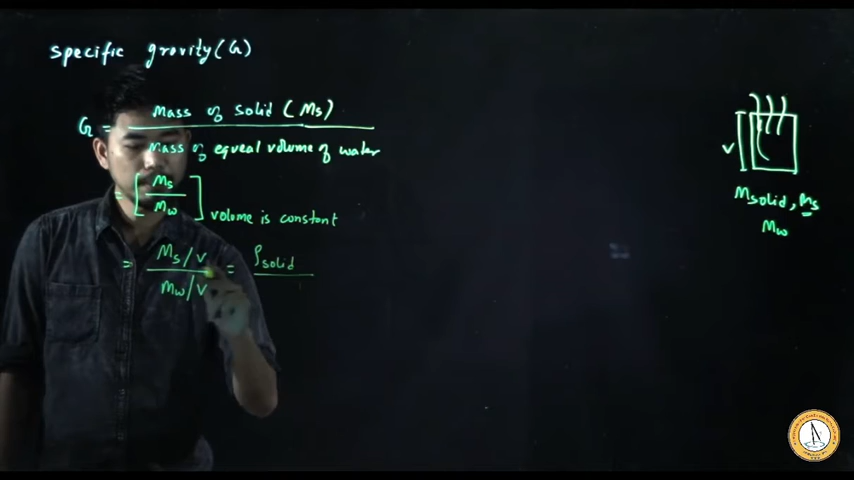 specific gravity (G)
G = Mass of solid (Ms)
Mass of equeal volume of water
= [Ms / Mw] volume is constant
= Ms/v = ρsolid
Mw/v
v
Msolid, Ms
Mw